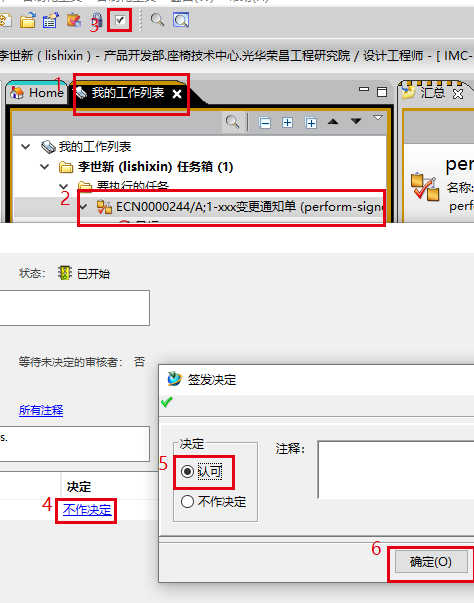 3
李世新 (lishixin) - 产品开发部.座椅技术中心.光华荣昌工程研究院 / 设计工程师 - [ IMC-
1
Home
我的工作列表
汇总
我的工作列表
李世新 (lishixin) 任务箱 (1)
要执行的任务
2
ECN0000244/A;1-xxx变更通知单 (perform-signo
per
名称:
perf
状态: 已开始
等待未决定的审核者: 否
所有注释
s.
决定
4
不作决定
签发决定
决定
注释:
5
认可
不作决定
6
确定(O)